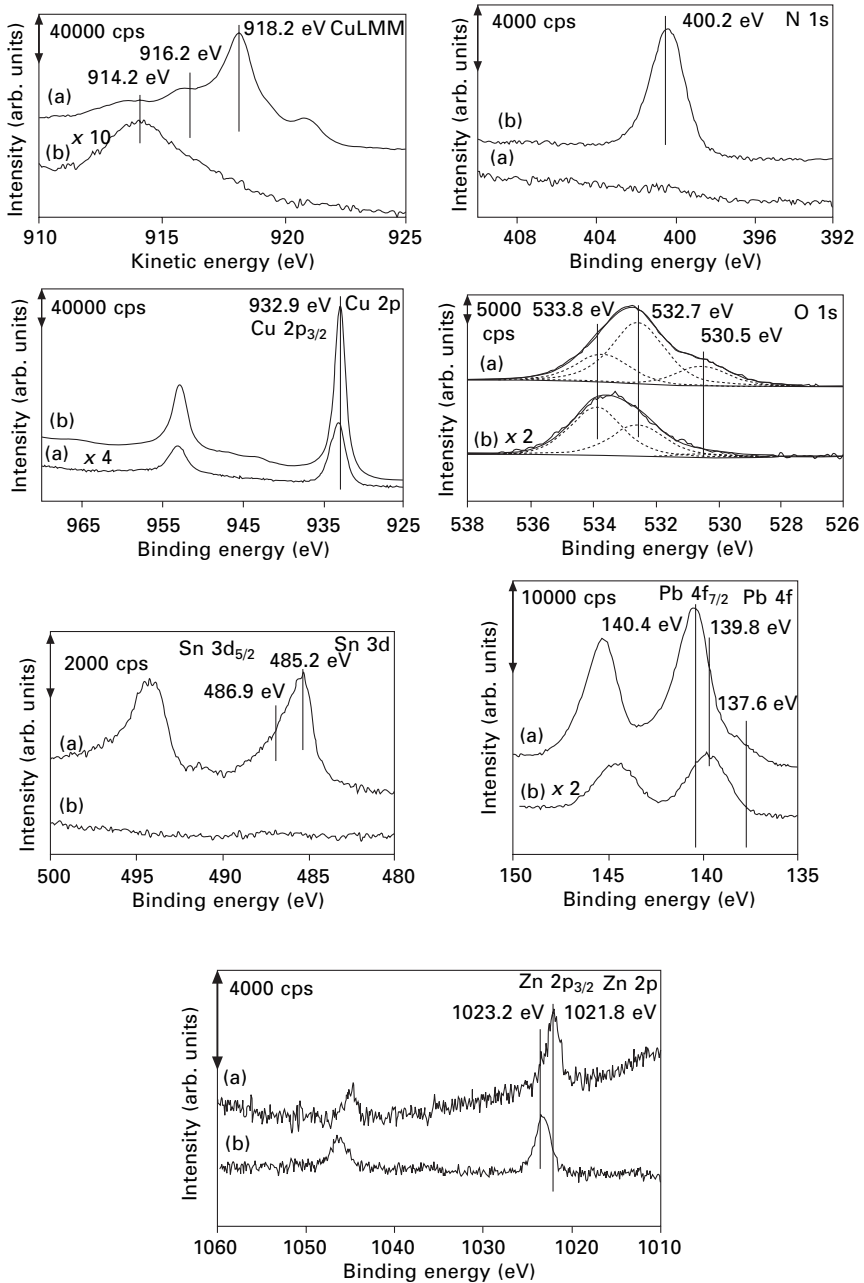 40000 cps
918.2 eV CuLMM
916.2 eV
914.2 eV
(a)
x 10
(b)
Intensity (arb. units)
910 915 920 925
Kinetic energy (eV)
4000 cps
400.2 eV N 1s
(b)
(a)
Intensity (arb. units)
408 404 400 396 392
Binding energy (eV)
40000 cps
932.9 eV Cu 2p
Cu 2p3/2
(b)
(a) x 4
Intensity (arb. units)
965 955 945 935 925
Binding energy (eV)
5000 cps
533.8 eV 532.7 eV O 1s
530.5 eV
(a)
(b) x 2
Intensity (arb. units)
538 536 534 532 530 528 526
Binding energy (eV)
2000 cps
Sn 3d5/2 Sn 3d
485.2 eV
486.9 eV
(a)
(b)
Intensity (arb. units)
500 495 490 485 480
Binding energy (eV)
10000 cps
Pb 4f7/2 Pb 4f
140.4 eV 139.8 eV
137.6 eV
(a)
(b) x 2
Intensity (arb. units)
150 145 140 135
Binding energy (eV)
4000 cps
Zn 2p3/2 Zn 2p
1023.2 eV 1021.8 eV
(a)
(b)
Intensity (arb. units)
1060 1050 1040 1030 1020 1010
Binding energy (eV)